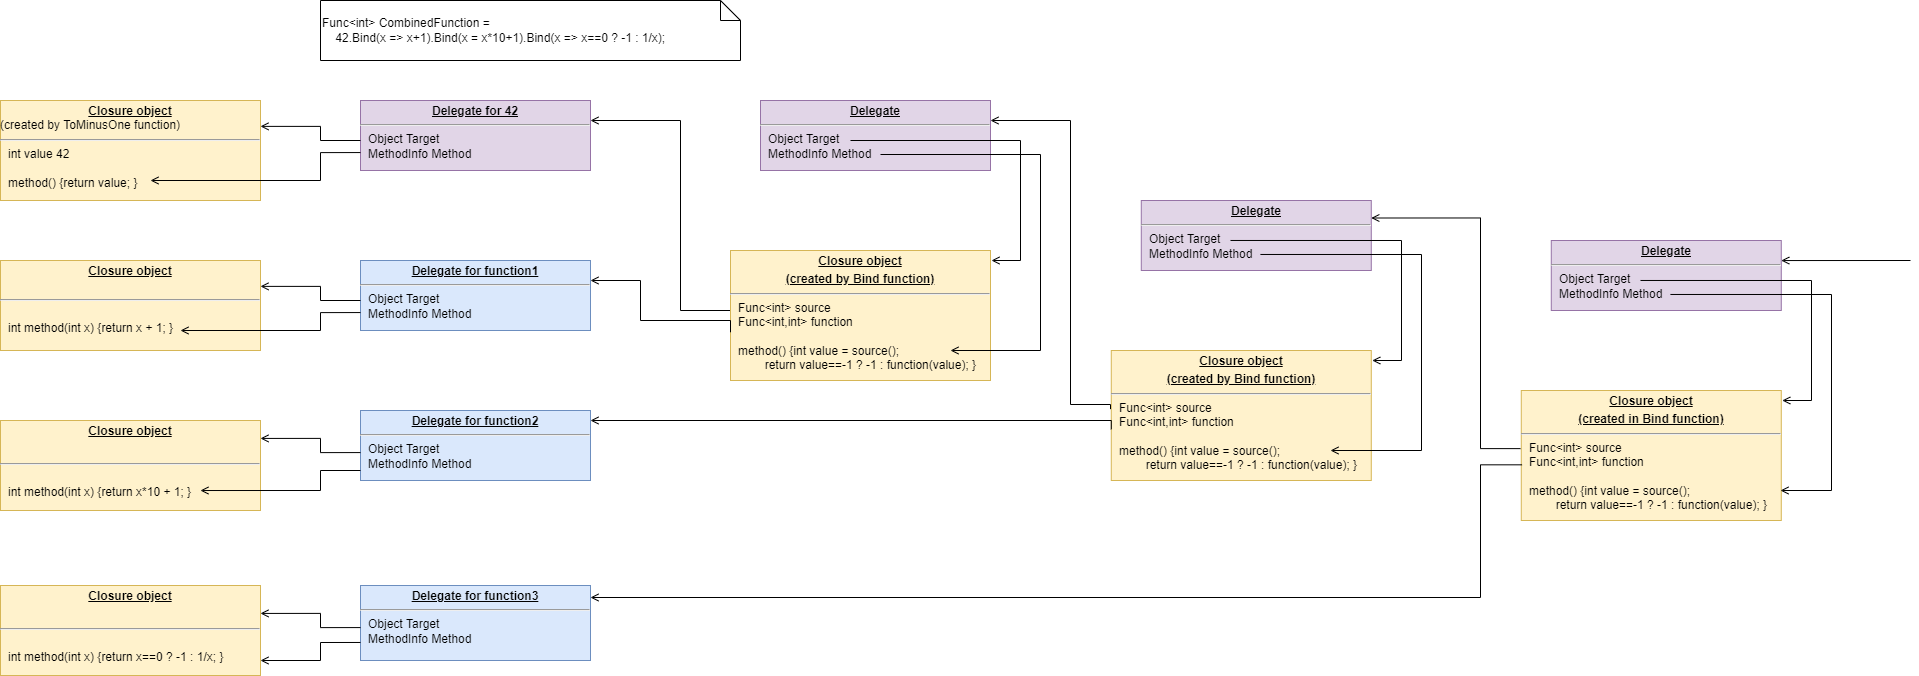 Func<int> CombinedFunction =
42.Bind(x => x+1).Bind(x = x*10+1).Bind(x => x==0 ? -1 : 1/x);
Closure object
(created by ToMinusOne function)
int value 42
method() {return value; }
Delegate for 42
Object Target
MethodInfo Method
Delegate
Object Target
MethodInfo Method
Delegate
Object Target
MethodInfo Method
Delegate
Object Target
MethodInfo Method
Closure object
int method(int x) {return x + 1; }
Delegate for function1
Object Target
MethodInfo Method
Closure object
(created by Bind function)
Func<int> source
Func<int,int> function
method() {int value = source();
return value==-1 ? -1 : function(value); }
Closure object
(created by Bind function)
Func<int> source
Func<int,int> function
method() {int value = source();
return value==-1 ? -1 : function(value); }
Closure object
(created in Bind function)
Func<int> source
Func<int,int> function
method() {int value = source();
return value==-1 ? -1 : function(value); }
Closure object
int method(int x) {return x*10 + 1; }
Delegate for function2
Object Target
MethodInfo Method
Closure object
int method(int x) {return x==0 ? -1 : 1/x; }
Delegate for function3
Object Target
MethodInfo Method